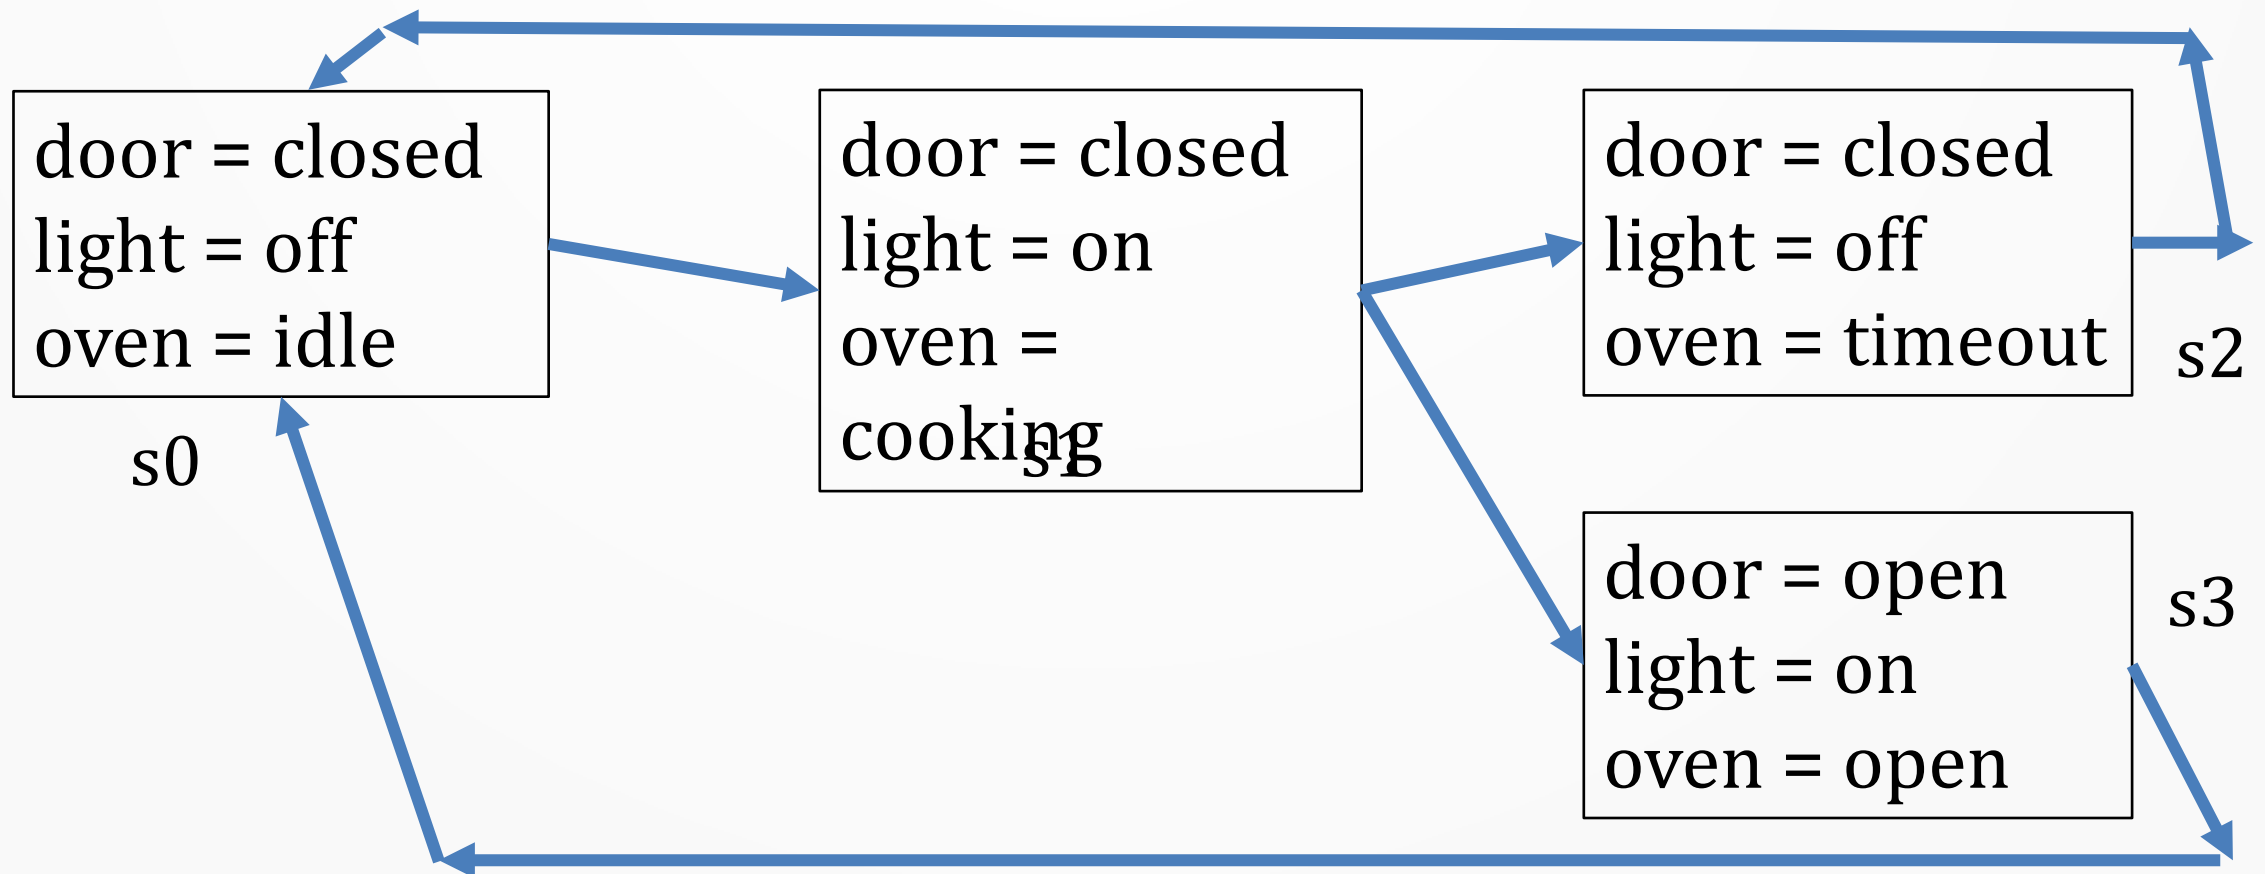 door = closed
light = off
oven = idle
s0
door = closed
light = on
oven =
cooking
s1
door = closed
light = off
oven = timeout
s2
door = open
light = on
oven = open
s3